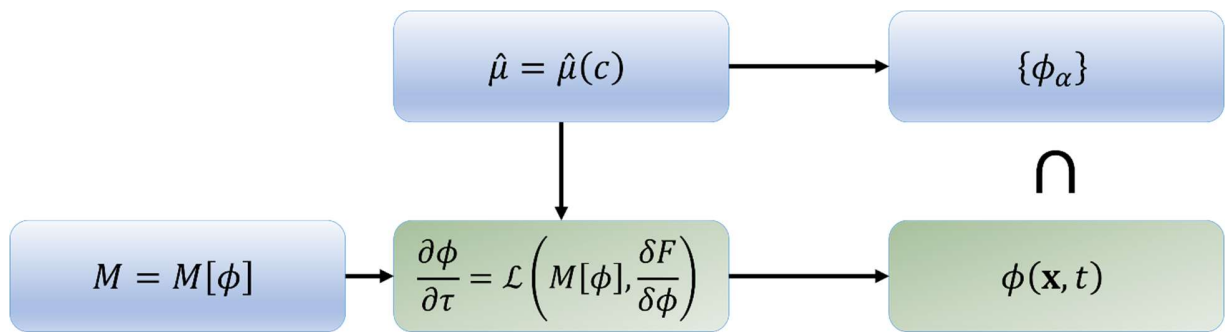 μ̂ = μ̂(c)
{ϕ_α}
∩
M = M[ϕ]
∂ϕ/∂τ = ℒ(M[ϕ], δF/δϕ)
ϕ(𝐱, t)